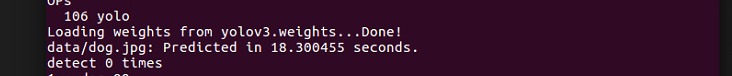 OPs
106 yolo
Loading weights from yolov3.weights...Done!
data/dog.jpg: Predicted in 18.300455 seconds.
detect 0 times